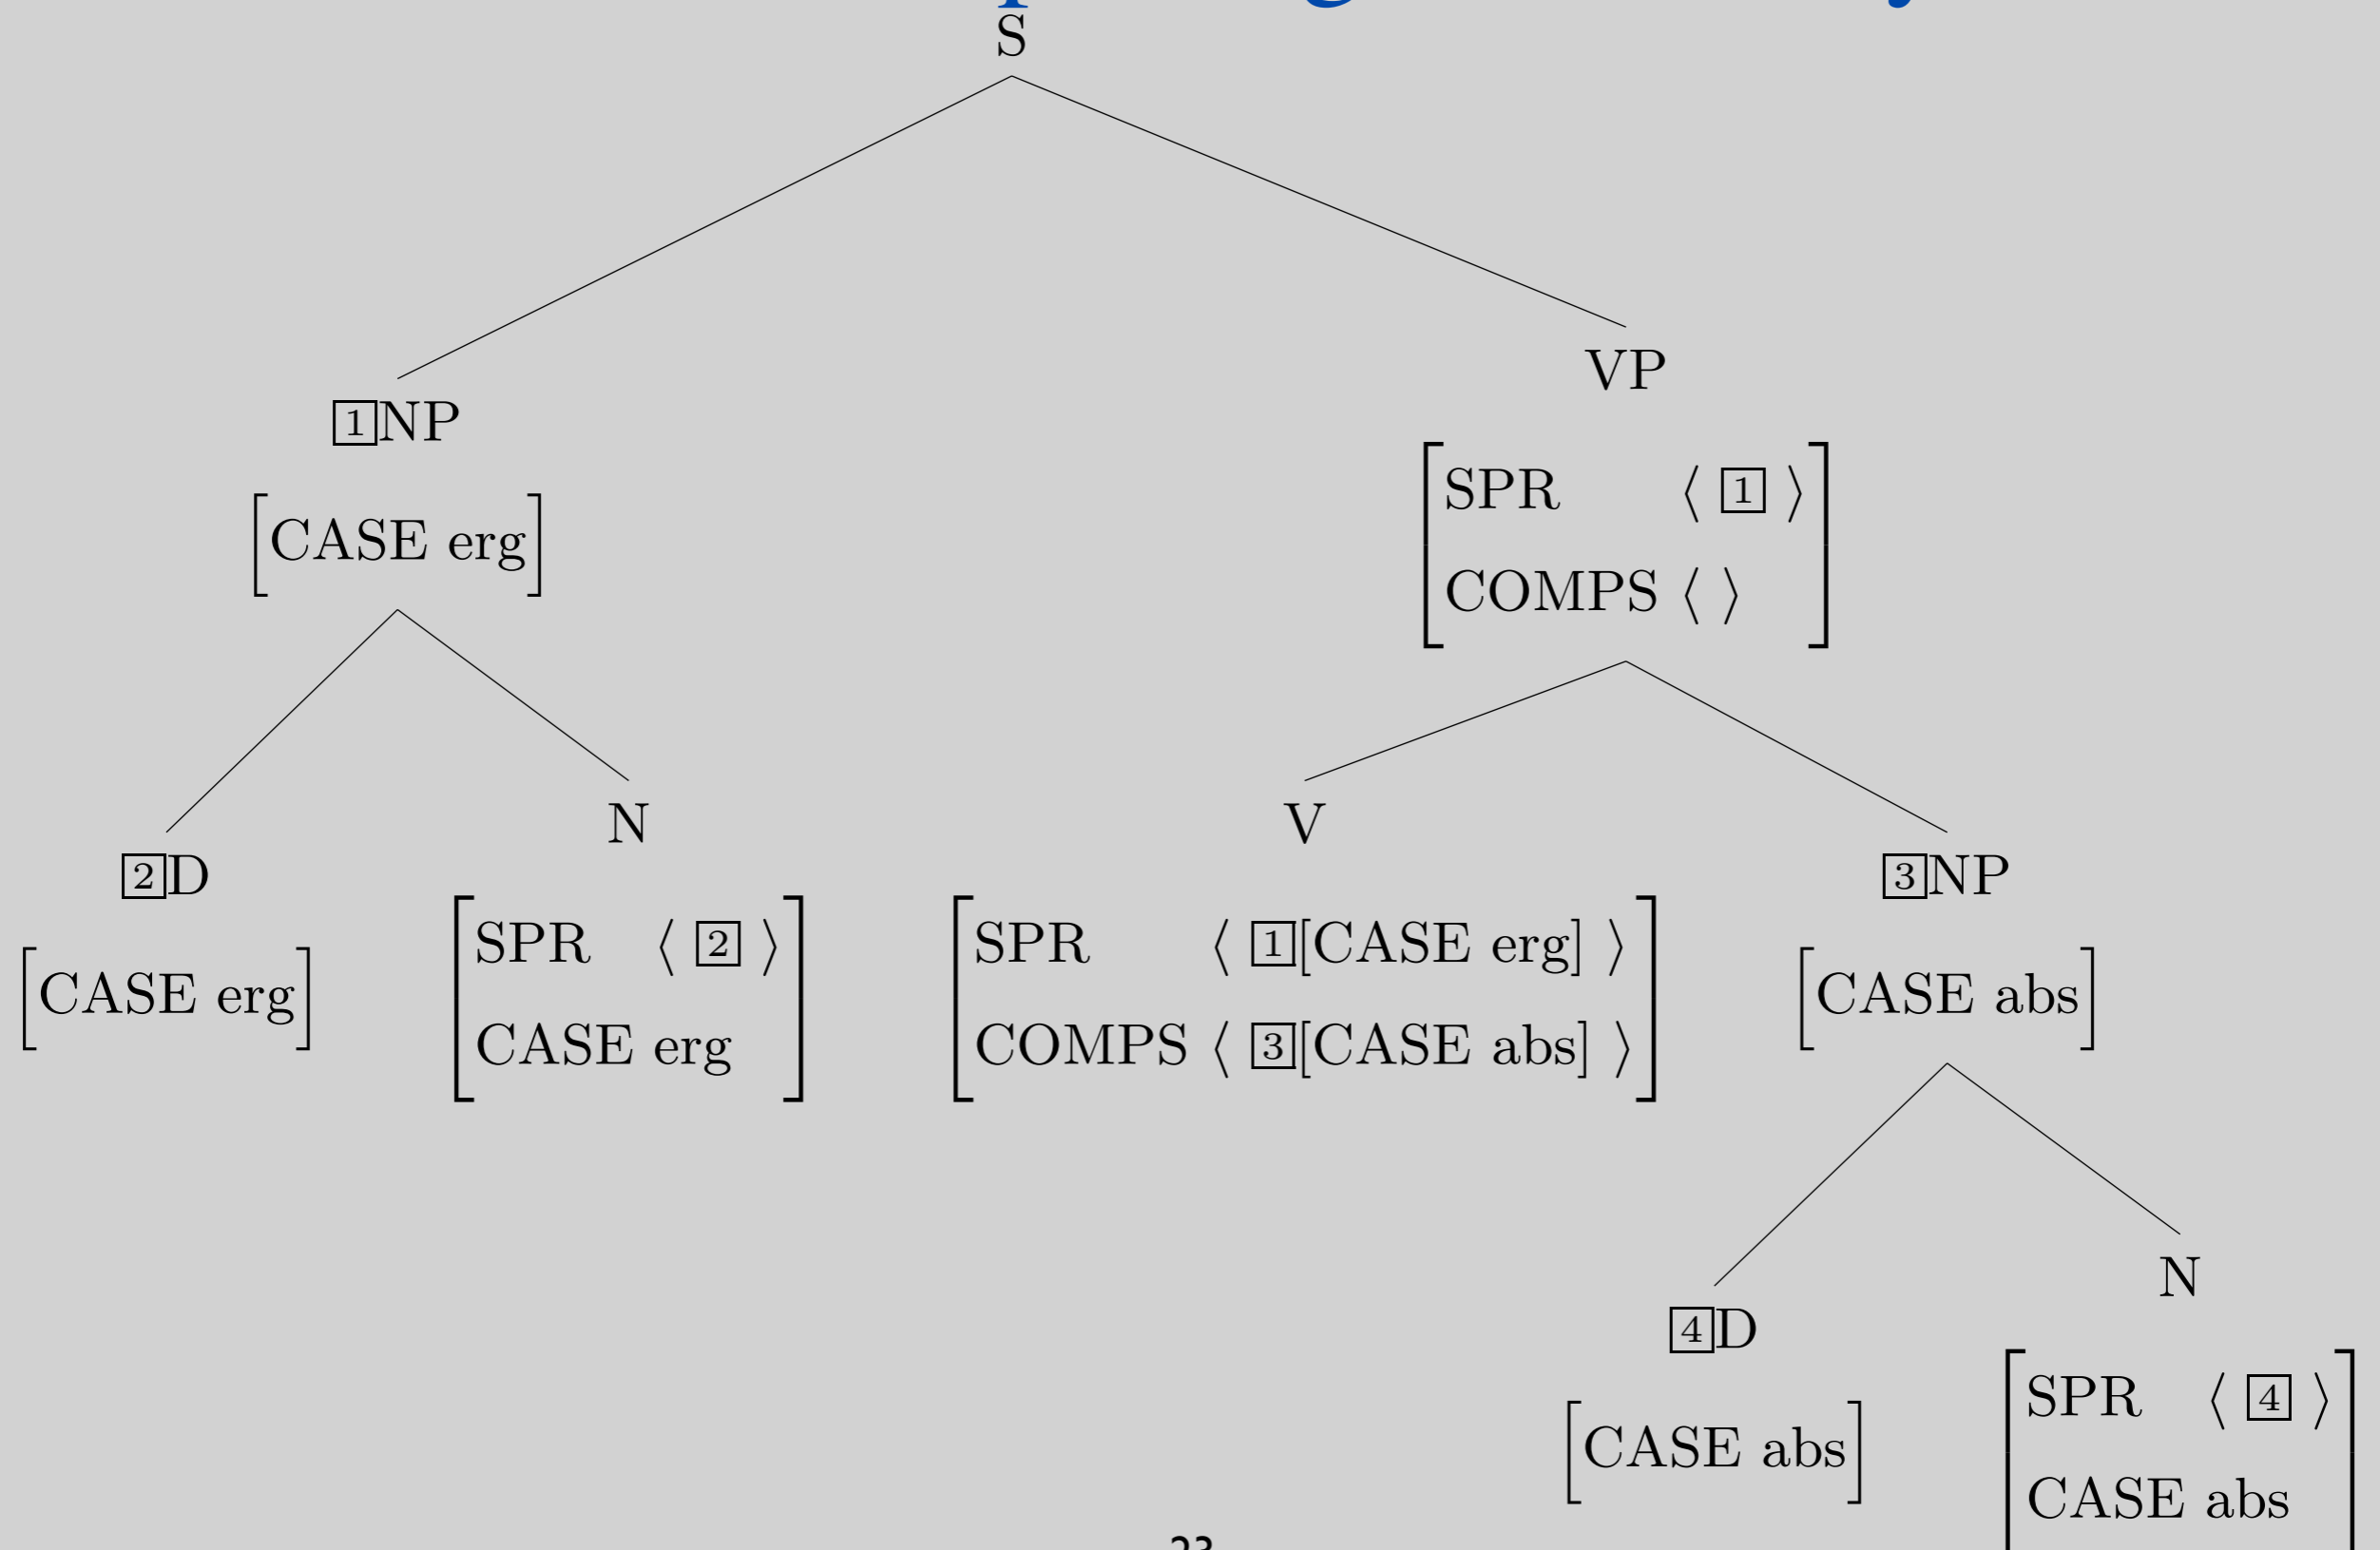 S
1NP
[CASE erg]
VP
[SPR ⟨ 1 ⟩
COMPS ⟨ ⟩]
2D
[CASE erg]
N
[SPR ⟨ 2 ⟩
CASE erg]
V
[SPR ⟨ 1[CASE erg] ⟩
COMPS ⟨ 3[CASE abs] ⟩]
3NP
[CASE abs]
4D
[CASE abs]
N
[SPR ⟨ 4 ⟩
CASE abs]
23